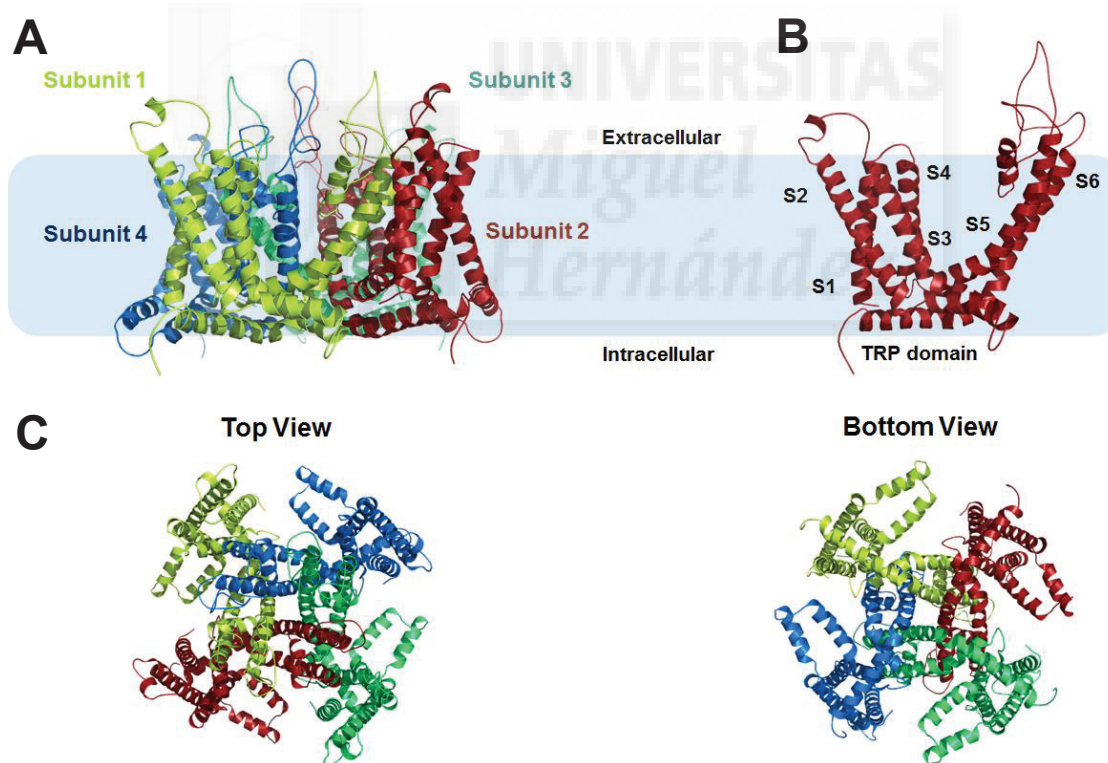 A
B
UNIVERSITAS
Miguel
Hernández
Subunit 1
Subunit 3
Extracellular
Subunit 4
Subunit 2
S2
S4
S6
S5
S3
S1
Intracellular
TRP domain
C
Top View
Bottom View